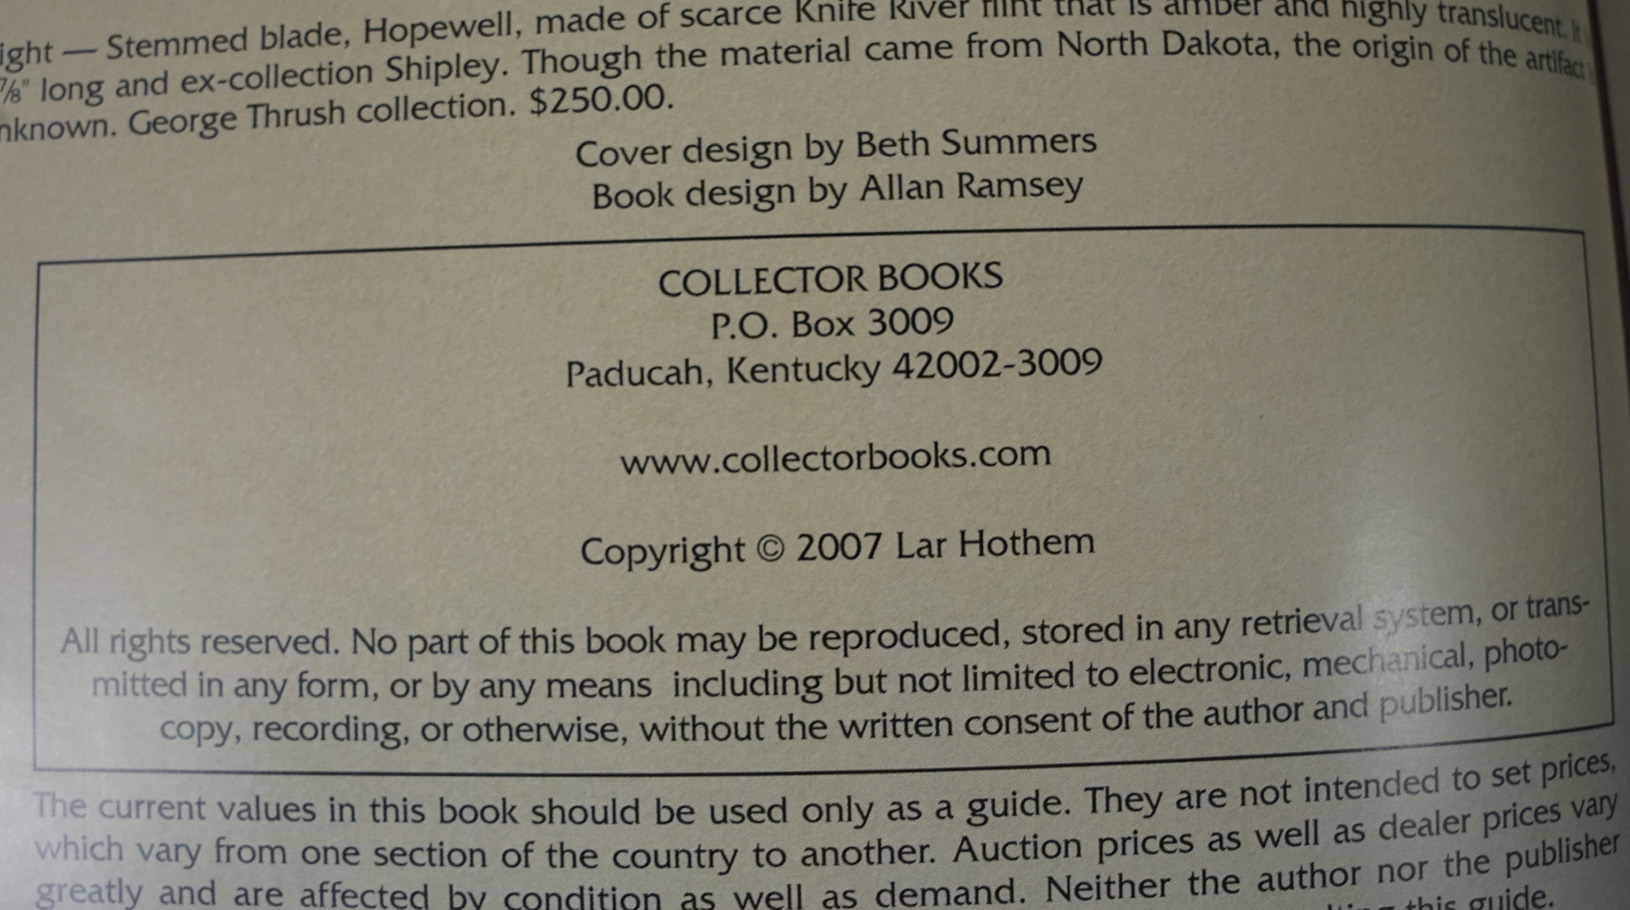 ight — Stemmed blade, Hopewell, made of scarce Knife River flint that is amber and highly translucent. It
⅞" long and ex-collection Shipley. Though the material came from North Dakota, the origin of the artifact
nknown. George Thrush collection. $250.00.
Cover design by Beth Summers
Book design by Allan Ramsey
COLLECTOR BOOKS
P.O. Box 3009
Paducah, Kentucky 42002-3009
www.collectorbooks.com
Copyright © 2007 Lar Hothem
All rights reserved. No part of this book may be reproduced, stored in any retrieval system, or trans-
mitted in any form, or by any means including but not limited to electronic, mechanical, photo-
copy, recording, or otherwise, without the written consent of the author and publisher.
The current values in this book should be used only as a guide. They are not intended to set prices,
which vary from one section of the country to another. Auction prices as well as dealer prices vary
greatly and are affected by condition as well as demand. Neither the author nor the publisher
this guide.